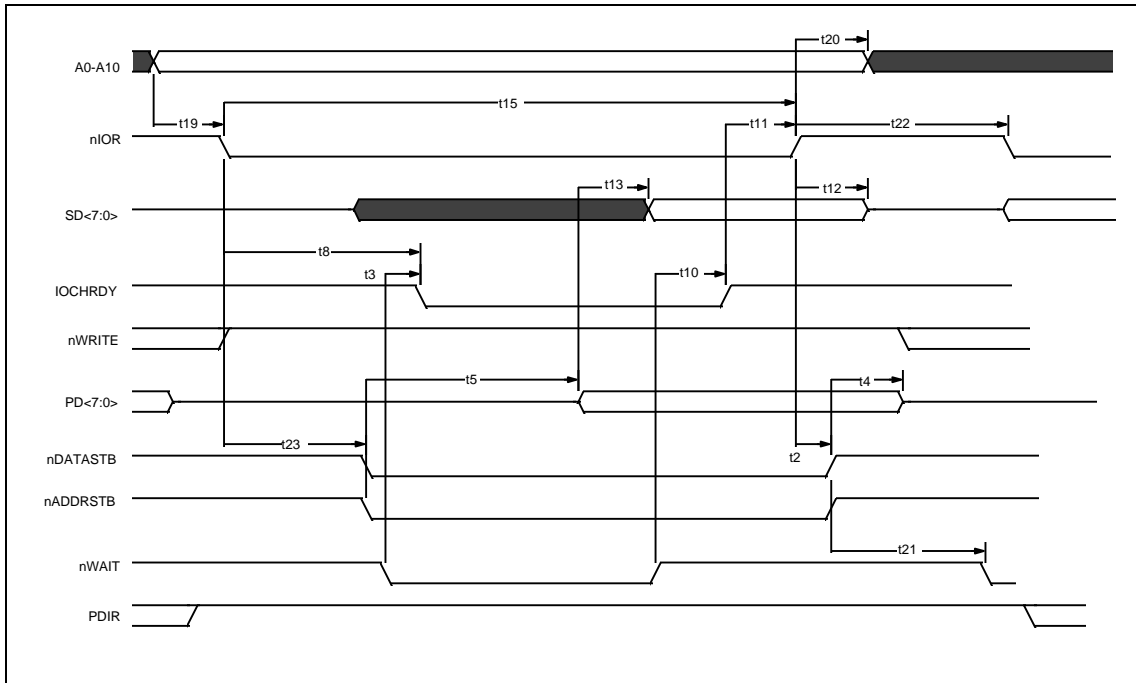 t20
A0-A10
t15
t19
t11
t22
nIOR
t13
t12
SD<7:0>
t8
t3
t10
IOCHRDY
nWRITE
t5
t4
PD<7:0>
t23
t2
nDATASTB
nADDRSTB
t21
nWAIT
PDIR